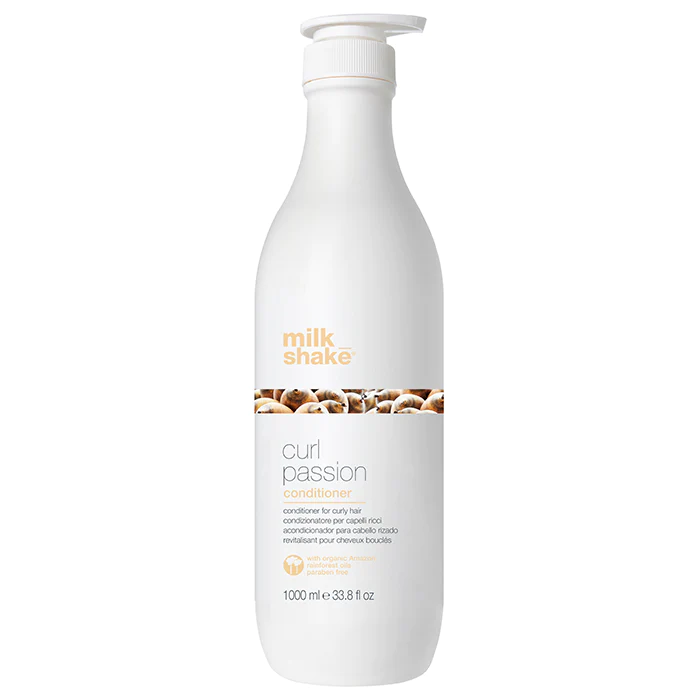 milk
shake®
curl
passion
conditioner
conditioner for curly hair
condizionatore per capelli ricci
acondicionador para cabello rizado
revitalisant pour cheveux bouclés
with organic Amazon
rainforest oils
paraben free
1000 ml e 33.8 fl oz